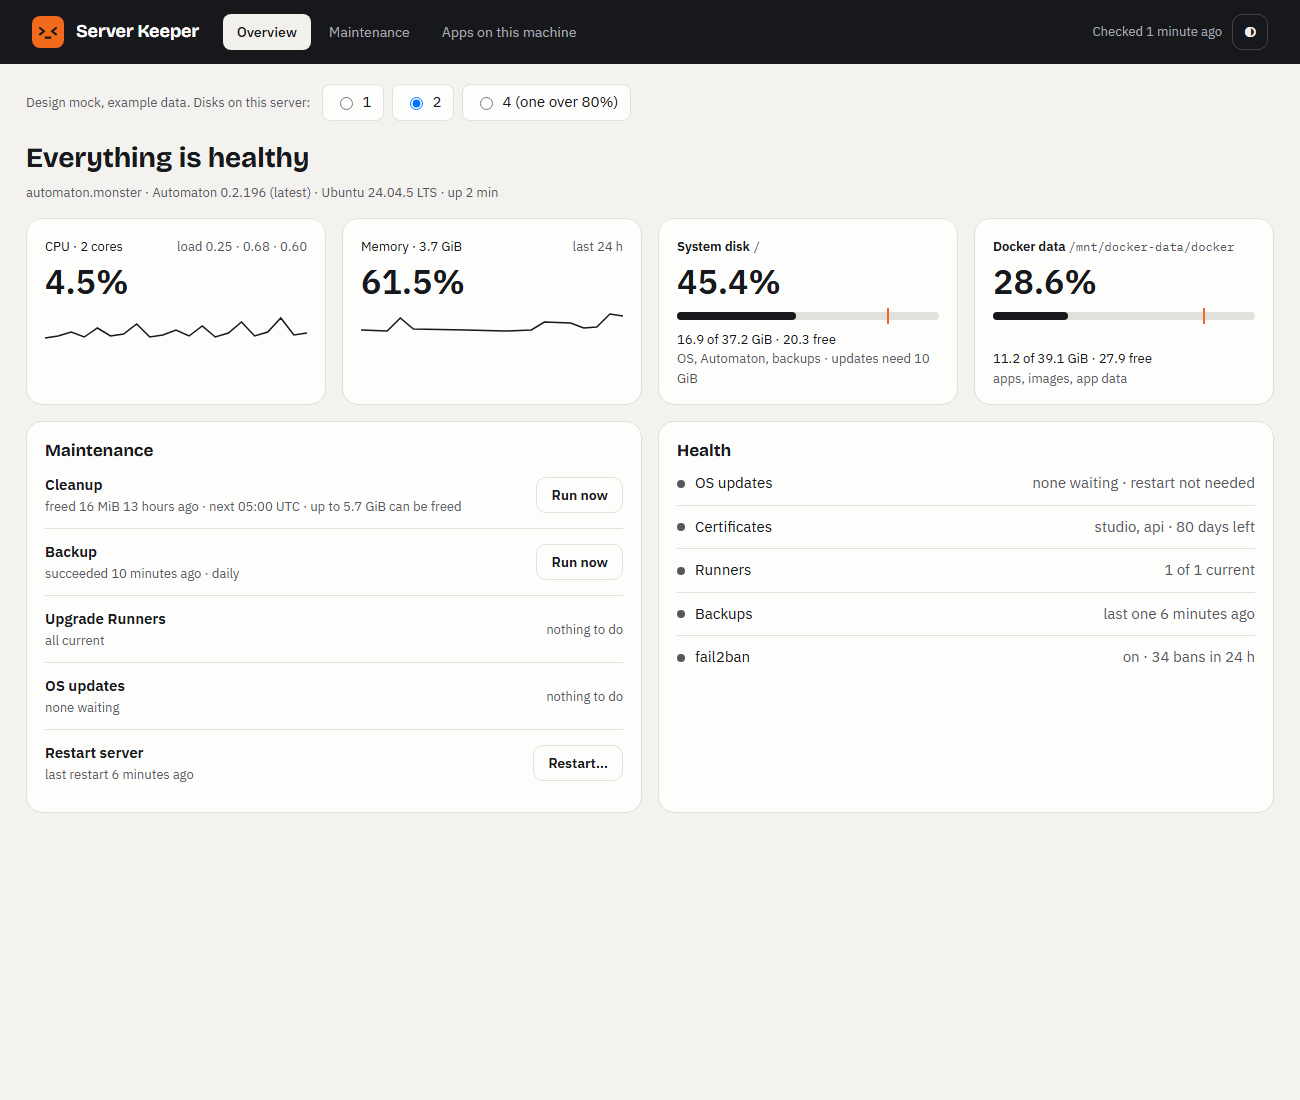 Server Keeper Overview Maintenance Apps on this machine Checked 1 minute ago
Design mock, example data. Disks on this server: 1 2 4 (one over 80%)
Everything is healthy
automaton.monster · Automaton 0.2.196 (latest) · Ubuntu 24.04.5 LTS · up 2 min
CPU · 2 cores load 0.25 · 0.68 · 0.60
4.5%
Memory · 3.7 GiB last 24 h
61.5%
System disk /
45.4%
16.9 of 37.2 GiB · 20.3 free
OS, Automaton, backups · updates need 10
GiB
Docker data /mnt/docker-data/docker
28.6%
11.2 of 39.1 GiB · 27.9 free
apps, images, app data
Maintenance
Cleanup
freed 16 MiB 13 hours ago · next 05:00 UTC · up to 5.7 GiB can be freed
Run now
Backup
succeeded 10 minutes ago · daily
Run now
Upgrade Runners
all current
nothing to do
OS updates
none waiting
nothing to do
Restart server
last restart 6 minutes ago
Restart...
Health
OS updates none waiting · restart not needed
Certificates studio, api · 80 days left
Runners 1 of 1 current
Backups last one 6 minutes ago
fail2ban on · 34 bans in 24 h